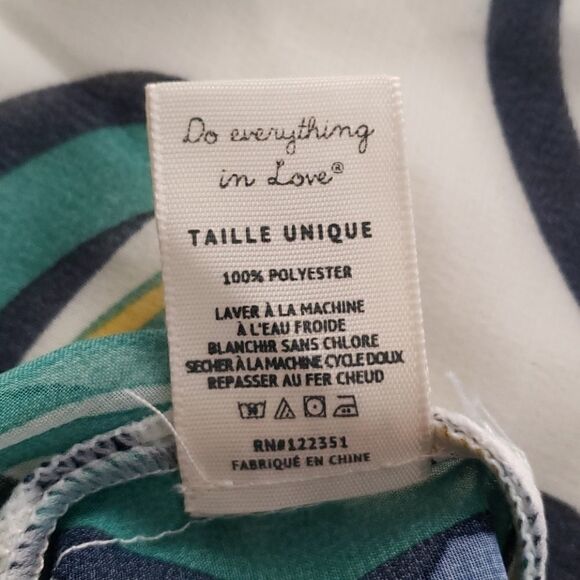 Do everything
in Love®
TAILLE UNIQUE
100% POLYESTER
LAVER À LA MACHINE
À L'EAU FROIDE
BLANCHIR SANS CHLORE
SECHER À LA MACHINE CYCLE DOUX
REPASSER AU FER CHEUD
RN#122351
FABRIQUÉ EN CHINE